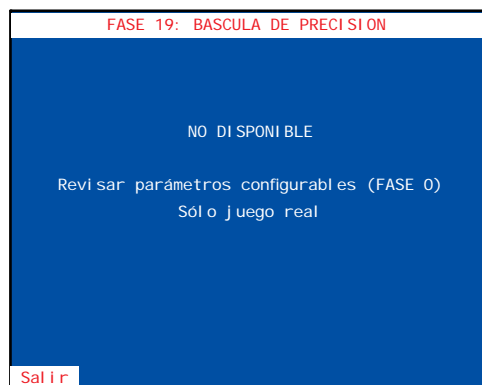 FASE 19: BASCULA DE PRECISION
NO DISPONIBLE
Revisar parámetros configurables (FASE 0)
Sólo juego real
Salir